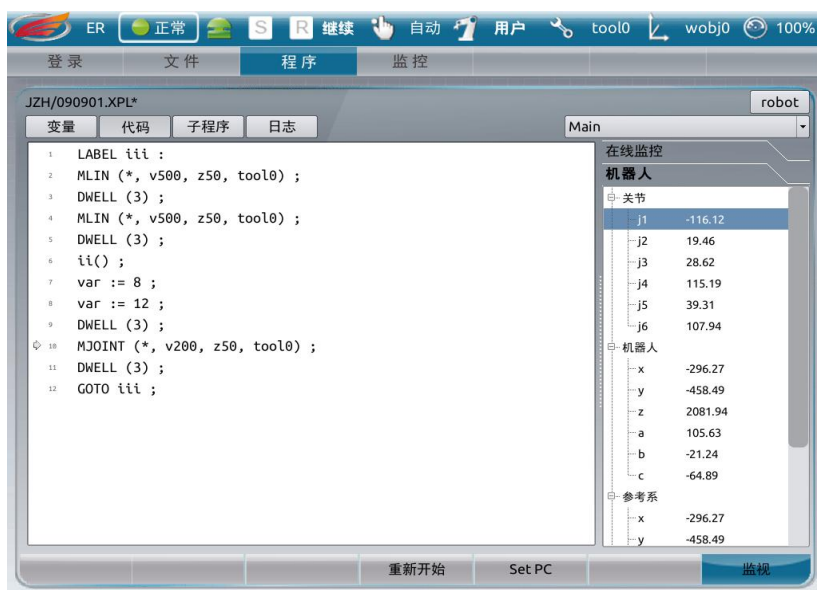 ER 正常 S R 继续 自动 用户 tool0 wobj0 100%
登录 文件 程序 监控
JZH/090901.XPL* robot
变量 代码 子程序 日志 Main
1 LABEL iii :
2 MLIN (*, v500, z50, tool0) ;
3 DWELL (3) ;
4 MLIN (*, v500, z50, tool0) ;
5 DWELL (3) ;
6 ii() ;
7 var := 8 ;
8 var := 12 ;
9 DWELL (3) ;
10 MJOINT (*, v200, z50, tool0) ;
11 DWELL (3) ;
12 GOTO iii ;
在线监控
机器人
关节
j1 -116.12
j2 19.46
j3 28.62
j4 115.19
j5 39.31
j6 107.94
机器人
x -296.27
y -458.49
z 2081.94
a 105.63
b -21.24
c -64.89
参考系
x -296.27
y -458.49
重新开始 Set PC 监视